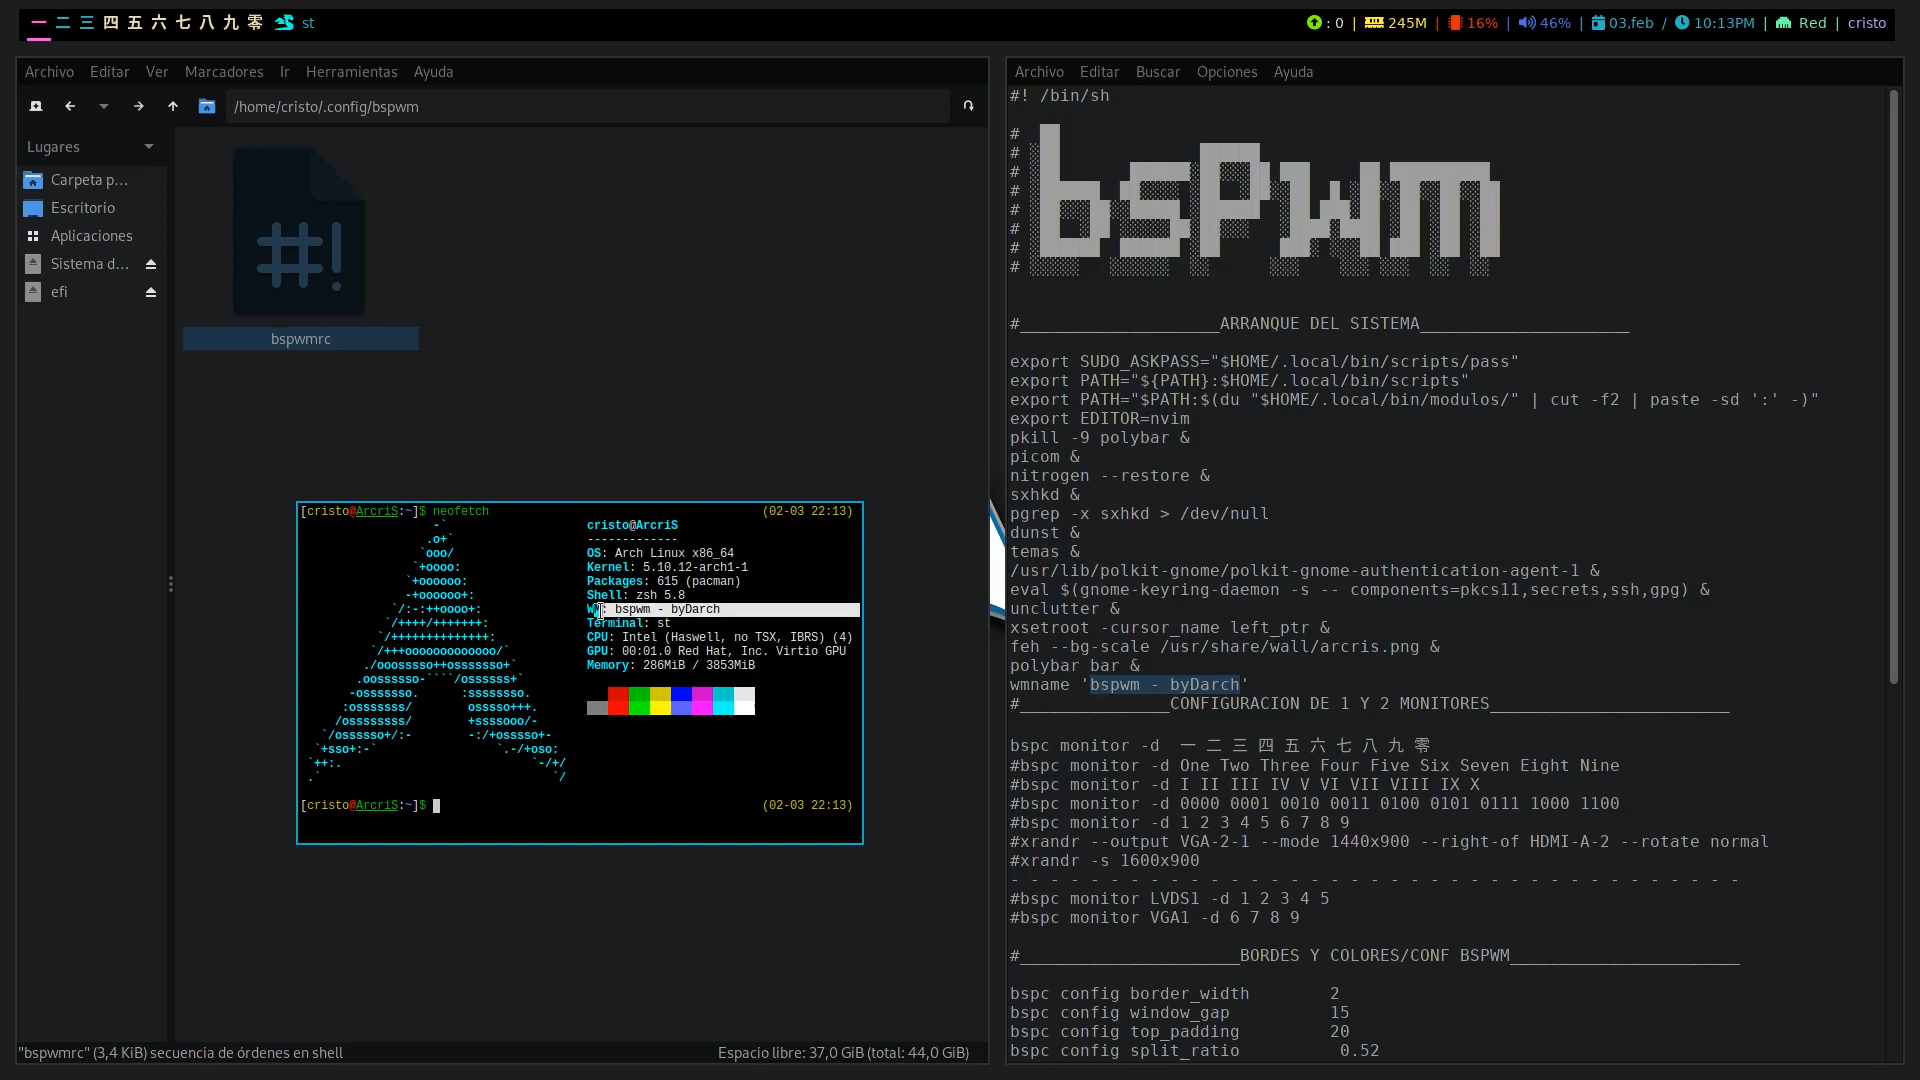 一 二 三 四 五 六 七 八 九 零 st
: 0 | 245M | 16% | 46% | 03,feb / 10:13PM | Red | cristo
Archivo Editar Ver Marcadores Ir Herramientas Ayuda
/home/cristo/.config/bspwm
Lugares
Carpeta p...
Escritorio
Aplicaciones
Sistema d...
efi
#!
bspwmrc
[cristo@ArcriS:~]$ neofetch (02-03 22:13)
cristo@ArcriS
-------------
OS: Arch Linux x86_64
Kernel: 5.10.12-arch1-1
Packages: 615 (pacman)
Shell: zsh 5.8
WM: bspwm - byDarch
Terminal: st
CPU: Intel (Haswell, no TSX, IBRS) (4)
GPU: 00:01.0 Red Hat, Inc. Virtio GPU
Memory: 286MiB / 3853MiB
[cristo@ArcriS:~]$ (02-03 22:13)
"bspwmrc" (3,4 KiB) secuencia de órdenes en shell
Espacio libre: 37,0 GiB (total: 44,0 GiB)
Archivo Editar Buscar Opciones Ayuda
#! /bin/sh
bspwm
#_____________________ARRANQUE DEL SISTEMA_____________________
export SUDO_ASKPASS="$HOME/.local/bin/scripts/pass"
export PATH="${PATH}:$HOME/.local/bin/scripts"
export PATH="$PATH:$(du "$HOME/.local/bin/modulos/" | cut -f2 | paste -sd ':' -)"
export EDITOR=nvim
pkill -9 polybar &
picom &
nitrogen --restore &
sxhkd &
pgrep -x sxhkd > /dev/null
dunst &
temas &
/usr/lib/polkit-gnome/polkit-gnome-authentication-agent-1 &
eval $(gnome-keyring-daemon -s -- components=pkcs11,secrets,ssh,gpg) &
unclutter &
xsetroot -cursor_name left_ptr &
feh --bg-scale /usr/share/wall/arcris.png &
polybar bar &
wmname 'bspwm - byDarch'
#_______________CONFIGURACION DE 1 Y 2 MONITORES________________________
bspc monitor -d 一 二 三 四 五 六 七 八 九 零
#bspc monitor -d One Two Three Four Five Six Seven Eight Nine
#bspc monitor -d I II III IV V VI VII VIII IX X
#bspc monitor -d 0000 0001 0010 0011 0100 0101 0111 1000 1100
#bspc monitor -d 1 2 3 4 5 6 7 8 9
#xrandr --output VGA-2-1 --mode 1440x900 --right-of HDMI-A-2 --rotate normal
#xrandr -s 1600x900
- - - - - - - - - - - - - - - - - - - - - - - - - - - - - - - - - - - - -
#bspc monitor LVDS1 -d 1 2 3 4 5
#bspc monitor VGA1 -d 6 7 8 9
#______________________BORDES Y COLORES/CONF BSPWM_______________________
bspc config border_width 2
bspc config window_gap 15
bspc config top_padding 20
bspc config split_ratio 0.52